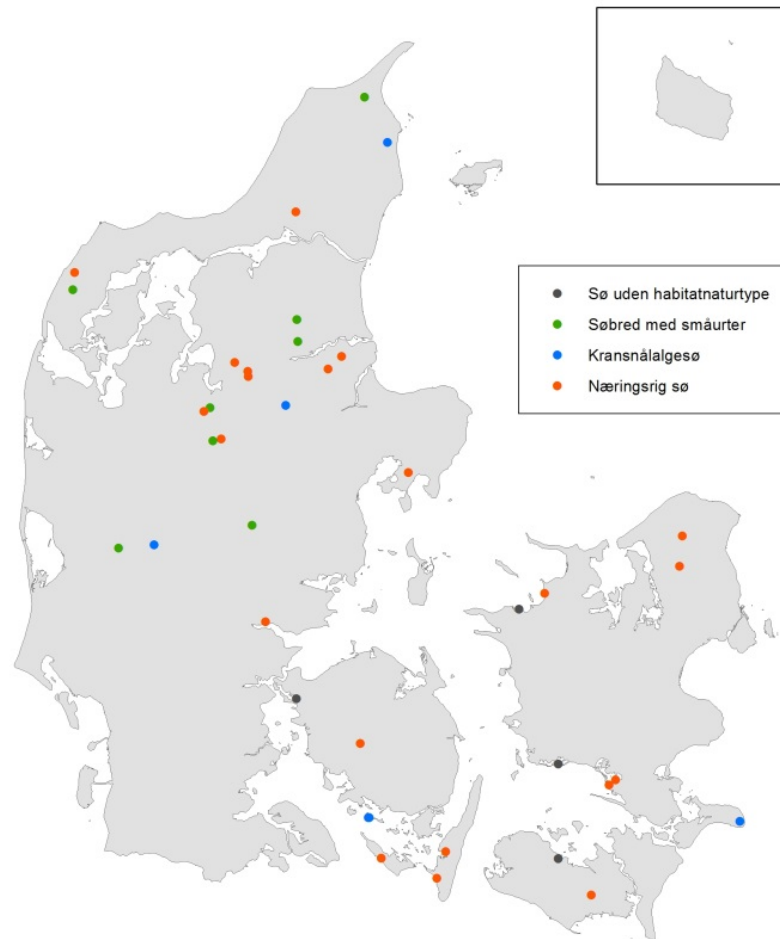 Sø uden habitatnaturtype
Søbred med småurter
Kransnålalgesø
Næringsrig sø